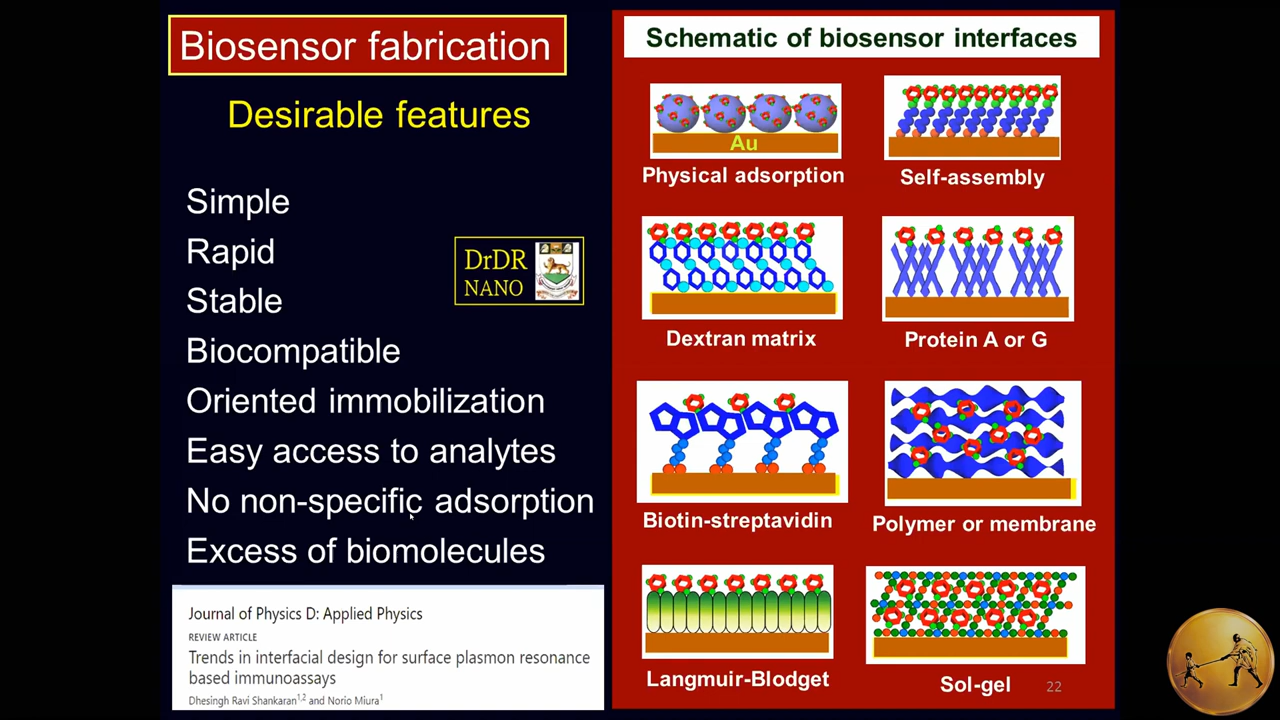 Biosensor fabrication
Desirable features
Simple
Rapid
Stable
Biocompatible
Oriented immobilization
Easy access to analytes
No non-specific adsorption
Excess of biomolecules
DrDR
NANO
Journal of Physics D: Applied Physics
REVIEW ARTICLE
Trends in interfacial design for surface plasmon resonance
based immunoassays
Dhesingh Ravi Shankaran1,2 and Norio Miura1
Schematic of biosensor interfaces
Au
Physical adsorption
Self-assembly
Dextran matrix
Protein A or G
Biotin-streptavidin
Polymer or membrane
Langmuir-Blodget
Sol-gel
22